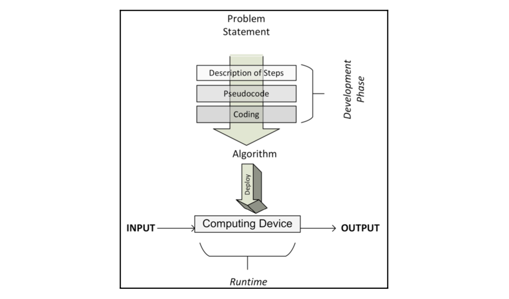 Problem
Statement
Description of Steps
Pseudocode
Coding
Development
Phase
Algorithm
Deploy
INPUT
Computing Device
OUTPUT
Runtime